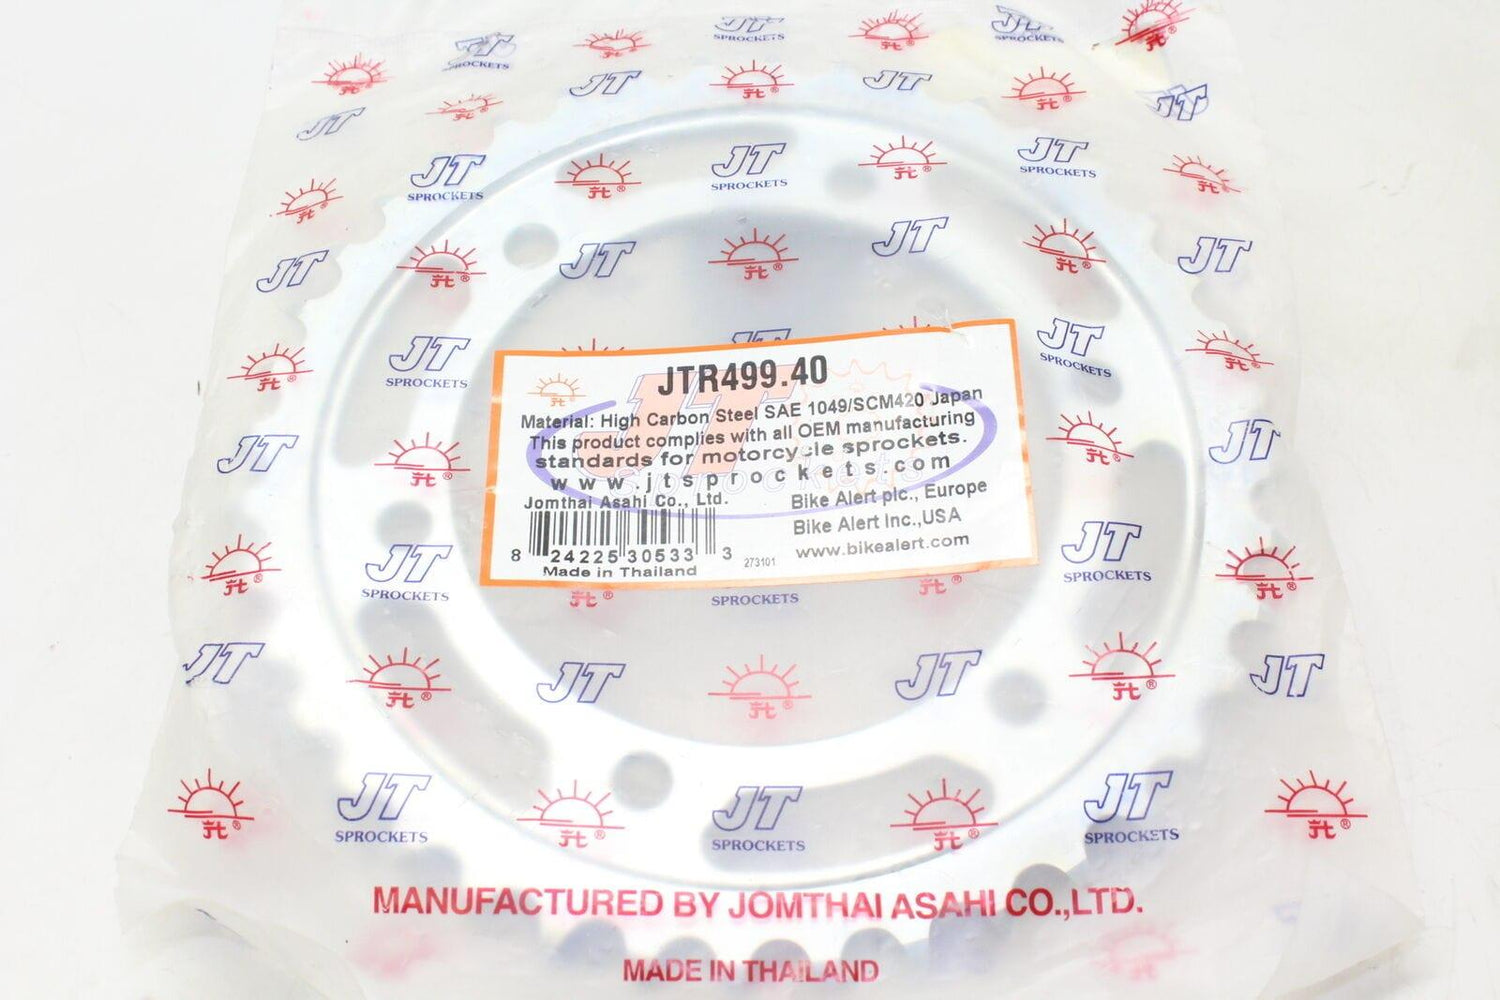 JTR499.40
Material: High Carbon Steel SAE 1049/SCM420 Japan
This product complies with all OEM manufacturing
standards for motorcycle sprockets.
www.jtsprockets.com
Jomthai Asahi Co., Ltd.
Bike Alert plc., Europe
Bike Alert Inc.,USA
www.bikealert.com
8 24225 30533 3
273101
Made in Thailand
JT
SPROCKETS
jt®
MANUFACTURED BY JOMTHAI ASAHI CO.,LTD.
MADE IN THAILAND